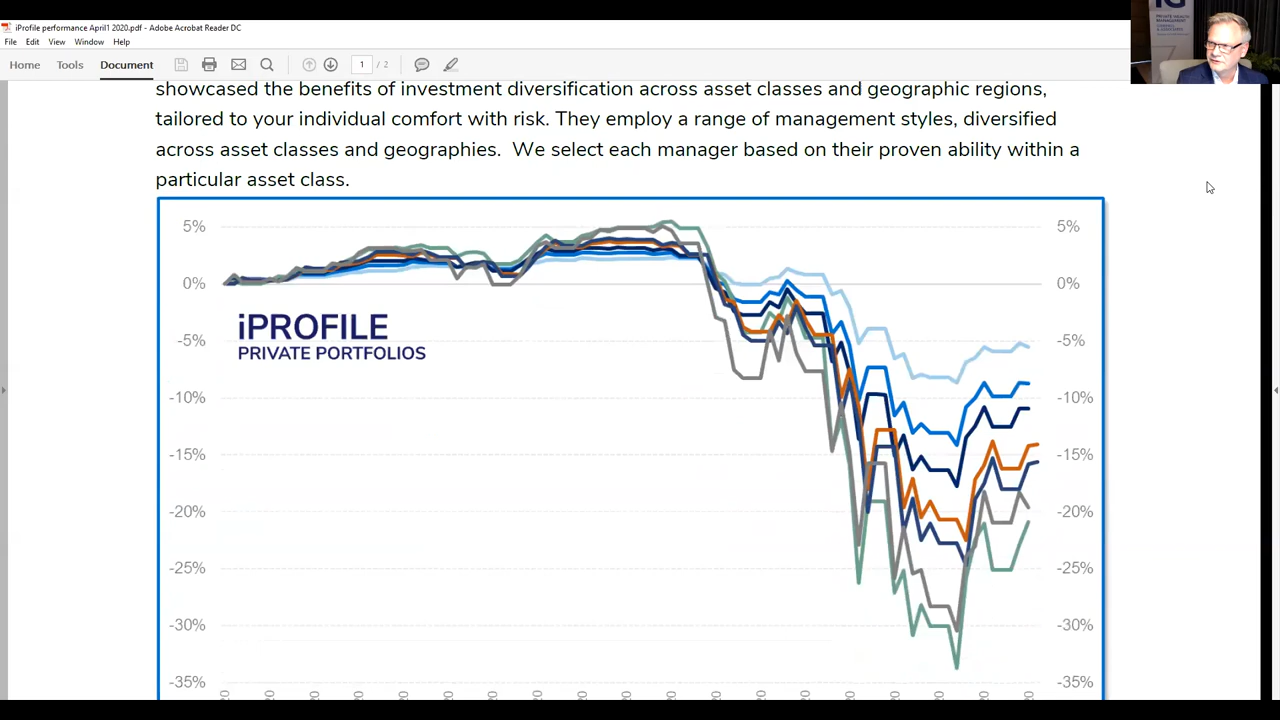 iProfile performance April1 2020.pdf - Adobe Acrobat Reader DC
File Edit View Window Help
Home Tools Document 1 / 2
PRIVATE WEALTH
MANAGEMENT
showcased the benefits of investment diversification across asset classes and geographic regions,
tailored to your individual comfort with risk. They employ a range of management styles, diversified
across asset classes and geographies. We select each manager based on their proven ability within a
particular asset class.
5% 5%
0% 0%
iPROFILE
PRIVATE PORTFOLIOS
-5% -5%
-10% -10%
-15% -15%
-20% -20%
-25% -25%
-30% -30%
-35% -35%